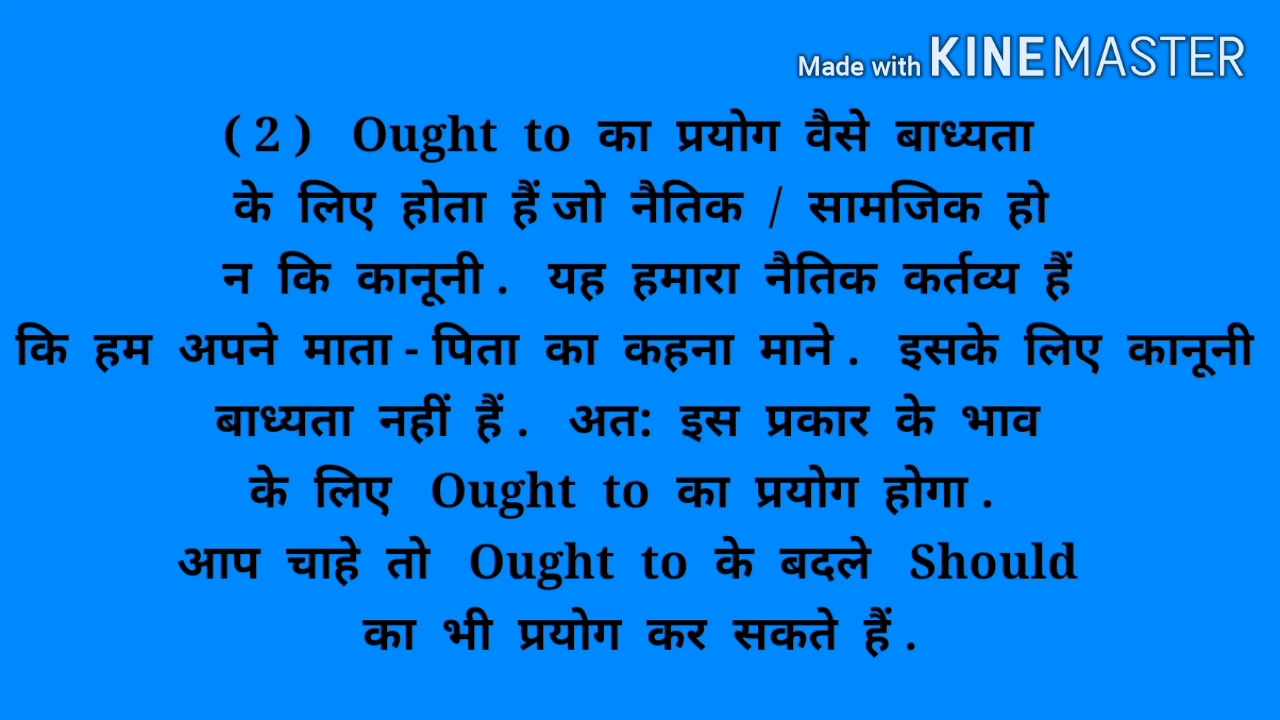 Made with KINEMASTER
( 2 ) Ought to का प्रयोग वैसे बाध्यता
के लिए होता हैं जो नैतिक / सामजिक हो
न कि कानूनी . यह हमारा नैतिक कर्तव्य हैं
कि हम अपने माता - पिता का कहना माने . इसके लिए कानूनी
बाध्यता नहीं हैं . अत: इस प्रकार के भाव
के लिए Ought to का प्रयोग होगा .
आप चाहे तो Ought to के बदले Should
का भी प्रयोग कर सकते हैं .